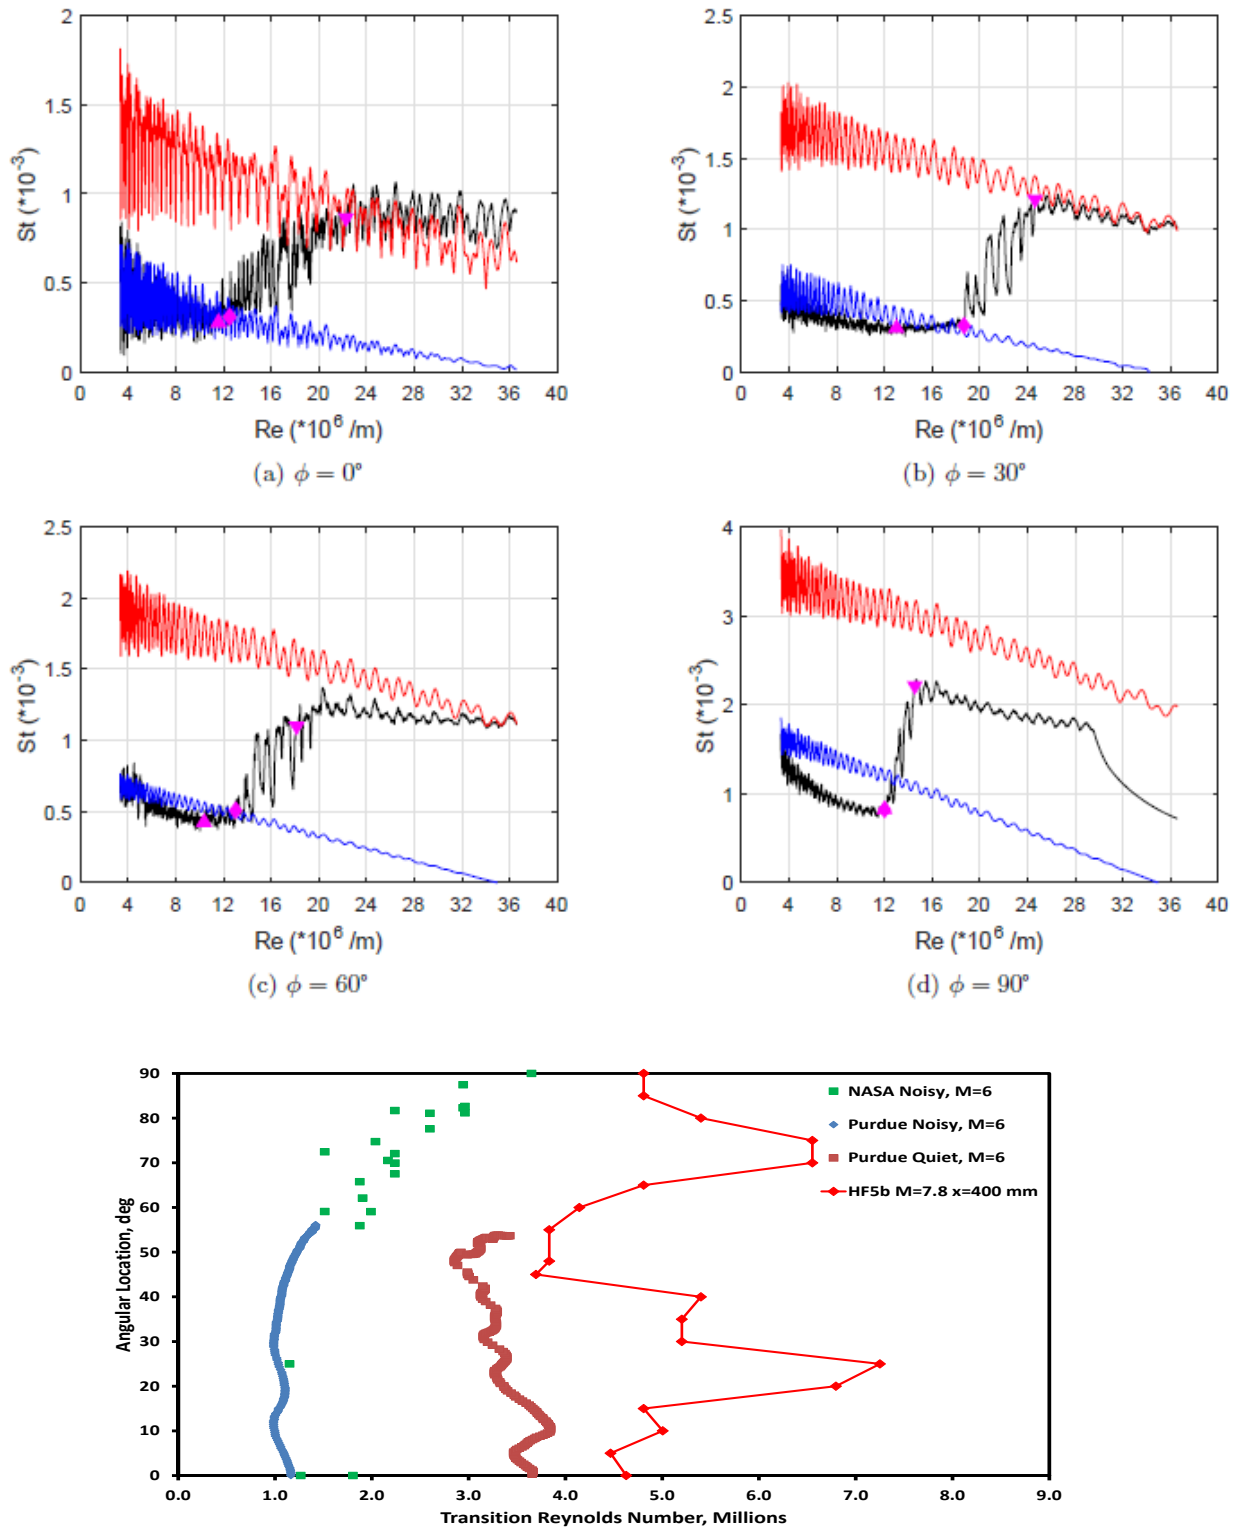 2
1.5
1
0.5
0
St (*10⁻³)
0 4 8 12 16 20 24 28 32 36 40
Re (*10⁶ /m)
(a) ϕ = 0°
2.5
2
1.5
1
0.5
0
St (*10⁻³)
0 4 8 12 16 20 24 28 32 36 40
Re (*10⁶ /m)
(b) ϕ = 30°
2.5
2
1.5
1
0.5
0
St (*10⁻³)
0 4 8 12 16 20 24 28 32 36 40
Re (*10⁶ /m)
(c) ϕ = 60°
4
3
2
1
0
St (*10⁻³)
0 4 8 12 16 20 24 28 32 36 40
Re (*10⁶ /m)
(d) ϕ = 90°
90
80
70
60
50
40
30
20
10
0
Angular Location, deg
NASA Noisy, M=6
Purdue Noisy, M=6
Purdue Quiet, M=6
HF5b M=7.8 x=400 mm
0.0 1.0 2.0 3.0 4.0 5.0 6.0 7.0 8.0 9.0
Transition Reynolds Number, Millions